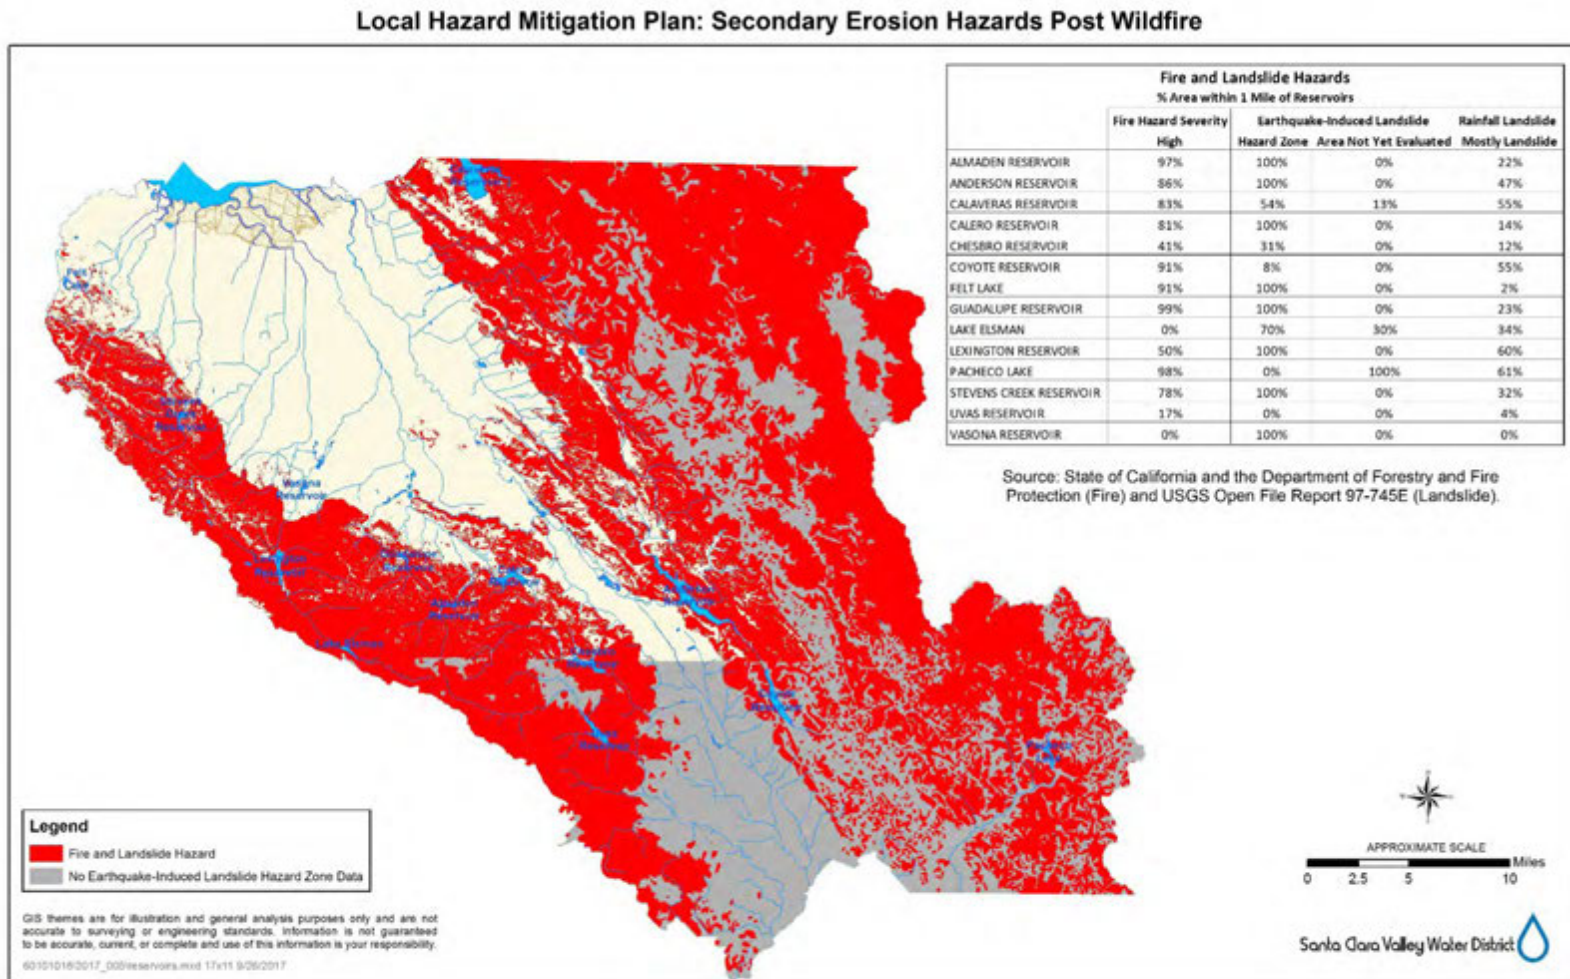 Local Hazard Mitigation Plan: Secondary Erosion Hazards Post Wildfire
Fire and Landslide Hazards
% Area within 1 Mile of Reservoirs
Fire Hazard Severity Earthquake-Induced Landslide Rainfall Landslide
High Hazard Zone Area Not Yet Evaluated Mostly Landslide
ALMADEN RESERVOIR 97% 100% 0% 22%
ANDERSON RESERVOIR 86% 100% 0% 47%
CALAVERAS RESERVOIR 83% 54% 13% 55%
CALERO RESERVOIR 81% 100% 0% 14%
CHESBRO RESERVOIR 41% 31% 0% 12%
COYOTE RESERVOIR 91% 8% 0% 55%
FELT LAKE 91% 100% 0% 2%
GUADALUPE RESERVOIR 99% 100% 0% 23%
LAKE ELSMAN 0% 70% 30% 34%
LEXINGTON RESERVOIR 50% 100% 0% 60%
PACHECO LAKE 98% 0% 100% 61%
STEVENS CREEK RESERVOIR 78% 100% 0% 32%
UVAS RESERVOIR 17% 0% 0% 4%
VASONA RESERVOIR 0% 100% 0% 0%
Source: State of California and the Department of Forestry and Fire
Protection (Fire) and USGS Open File Report 97-745E (Landslide).
Felt
Lake
Vasona
Reservoir
Legend
Fire and Landslide Hazard
No Earthquake-Induced Landslide Hazard Zone Data
GIS themes are for illustration and general analysis purposes only and are not
accurate to surveying or engineering standards. Information is not guaranteed
to be accurate, current, or complete and use of this information is your responsibility.
APPROXIMATE SCALE
Miles
0 2.5 5 10
Santa Clara Valley Water District